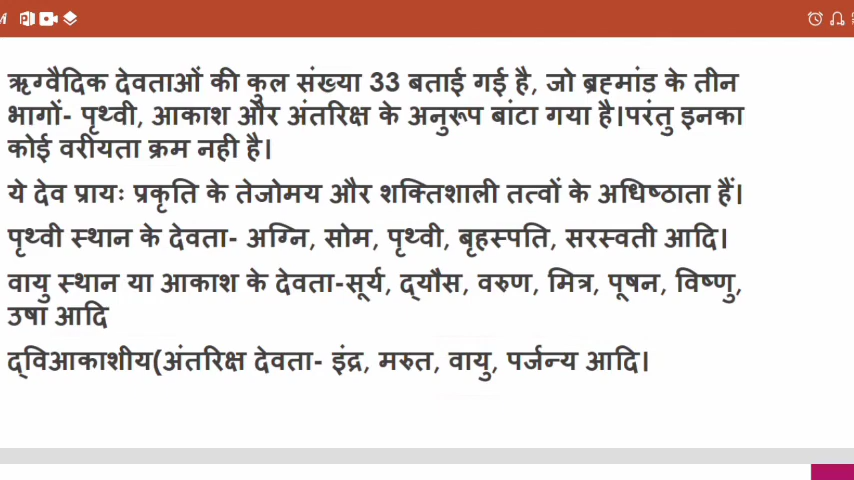 ऋग्वैदिक देवताओं की कुल संख्या 33 बताई गई है, जो ब्रह्मांड के तीन
भागों- पृथ्वी, आकाश और अंतरिक्ष के अनुरूप बांटा गया है।परंतु इनका
कोई वरीयता क्रम नही है।
ये देव प्रायः प्रकृति के तेजोमय और शक्तिशाली तत्वों के अधिष्ठाता हैं।
पृथ्वी स्थान के देवता- अग्नि, सोम, पृथ्वी, बृहस्पति, सरस्वती आदि।
वायु स्थान या आकाश के देवता-सूर्य, द्यौस, वरुण, मित्र, पूषन, विष्णु,
उषा आदि
द्विआकाशीय(अंतरिक्ष देवता- इंद्र, मरुत, वायु, पर्जन्य आदि।